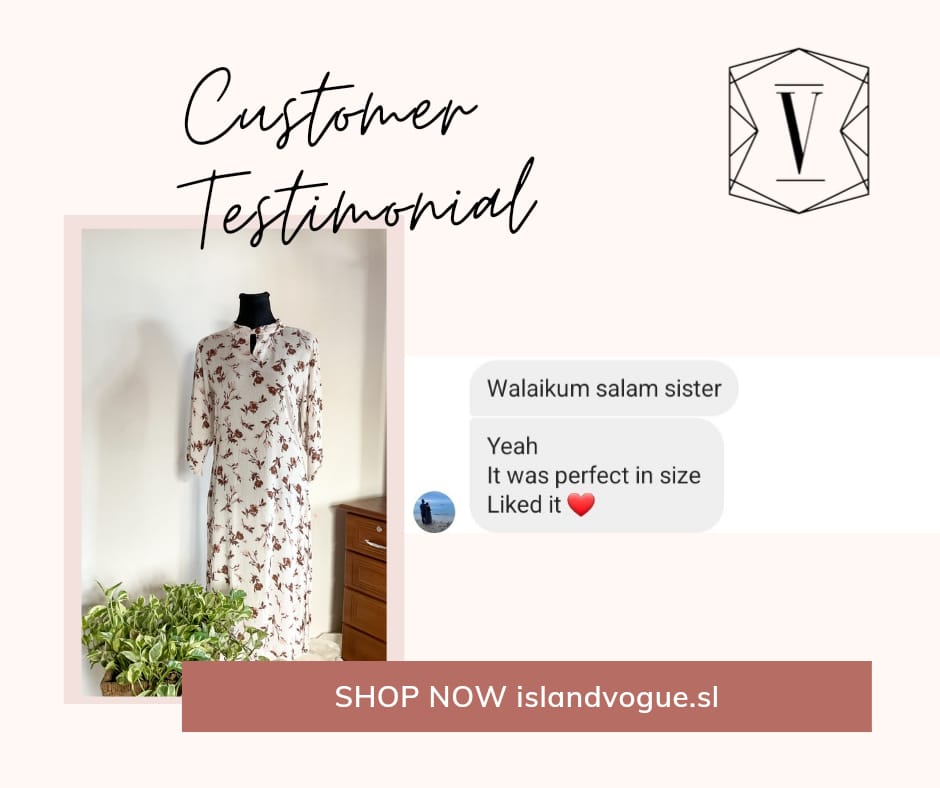 Customer
Testimonial
V
Walaikum salam sister
Yeah
It was perfect in size
Liked it ❤️
SHOP NOW islandvogue.sl